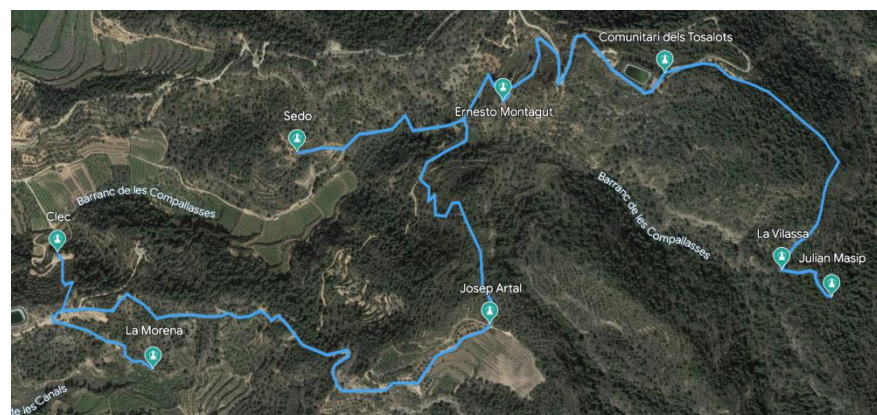 Comunitari dels Tosalots
Ernesto Montagut
Sedo
Barranc de les Compallasses
Clec
Barranc de les Compallasses
La Vilassa
Julian Masip
Josep Artal
La Morena
de les Canals